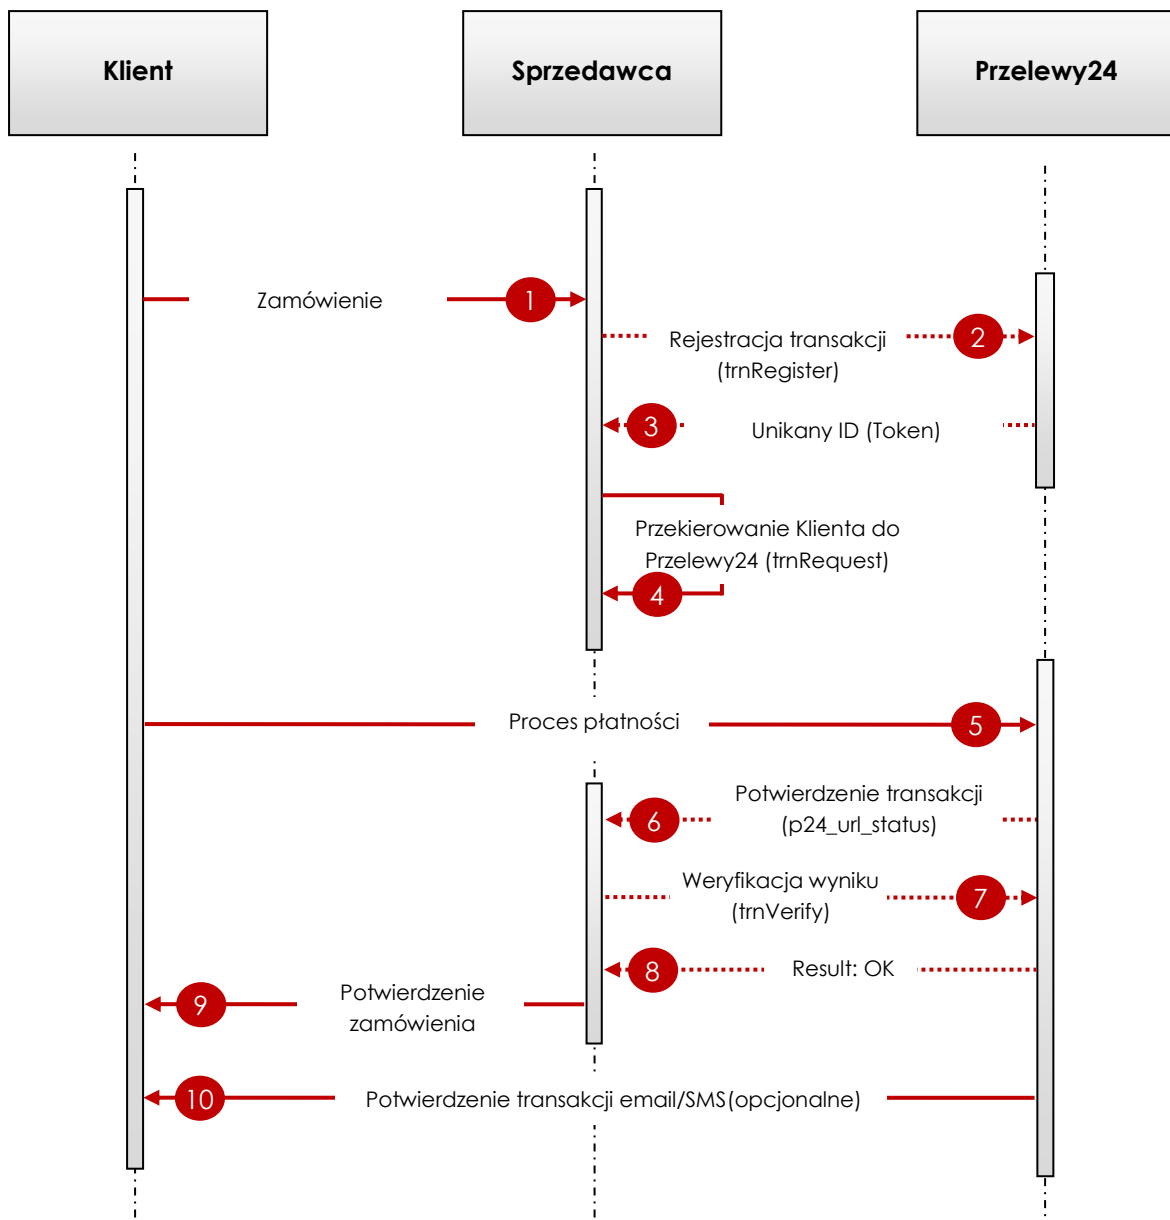 Klient
Sprzedawca
Przelewy24
Zamówienie
1
Rejestracja transakcji
(trnRegister)
2
3
Unikany ID (Token)
Przekierowanie Klienta do
Przelewy24 (trnRequest)
4
Proces płatności
5
Potwierdzenie transakcji
(p24_url_status)
6
Weryfikacja wyniku
(trnVerify)
7
8
Result: OK
9
Potwierdzenie
zamówienia
10
Potwierdzenie transakcji email/SMS(opcjonalne)